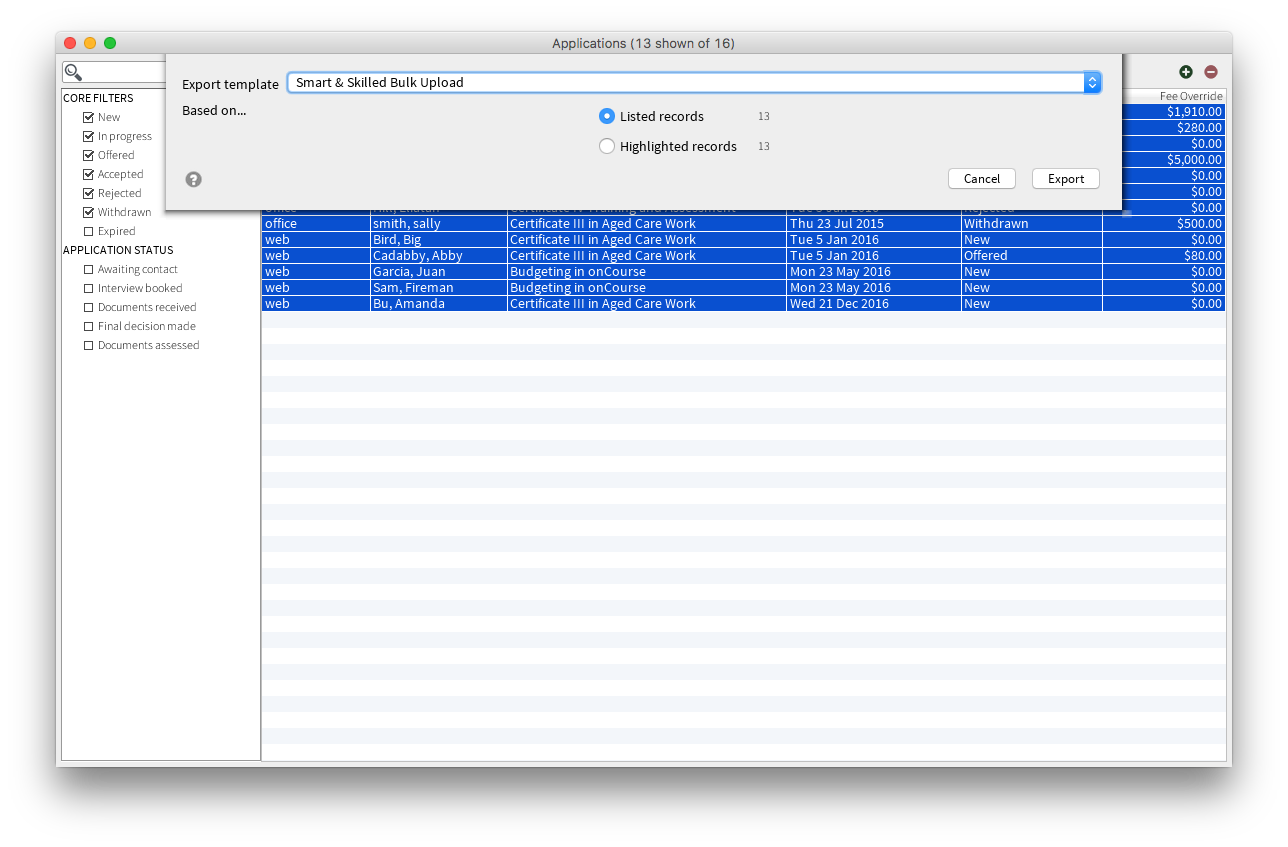 Applications (13 shown of 16)
Export template Smart & Skilled Bulk Upload
Based on...
Listed records 13
Highlighted records 13
Cancel Export
CORE FILTERS
New
In progress
Offered
Accepted
Rejected
Withdrawn
Expired
APPLICATION STATUS
Awaiting contact
Interview booked
Documents received
Final decision made
Documents assessed
Fee Override
$1,910.00
$280.00
$0.00
$5,000.00
$0.00
$0.00
$0.00
office smith, sally Certificate III in Aged Care Work Thu 23 Jul 2015 Withdrawn $500.00
web Bird, Big Certificate III in Aged Care Work Tue 5 Jan 2016 New $0.00
web Cadabby, Abby Certificate III in Aged Care Work Tue 5 Jan 2016 Offered $80.00
web Garcia, Juan Budgeting in onCourse Mon 23 May 2016 New $0.00
web Sam, Fireman Budgeting in onCourse Mon 23 May 2016 New $0.00
web Bu, Amanda Certificate III in Aged Care Work Wed 21 Dec 2016 New $0.00